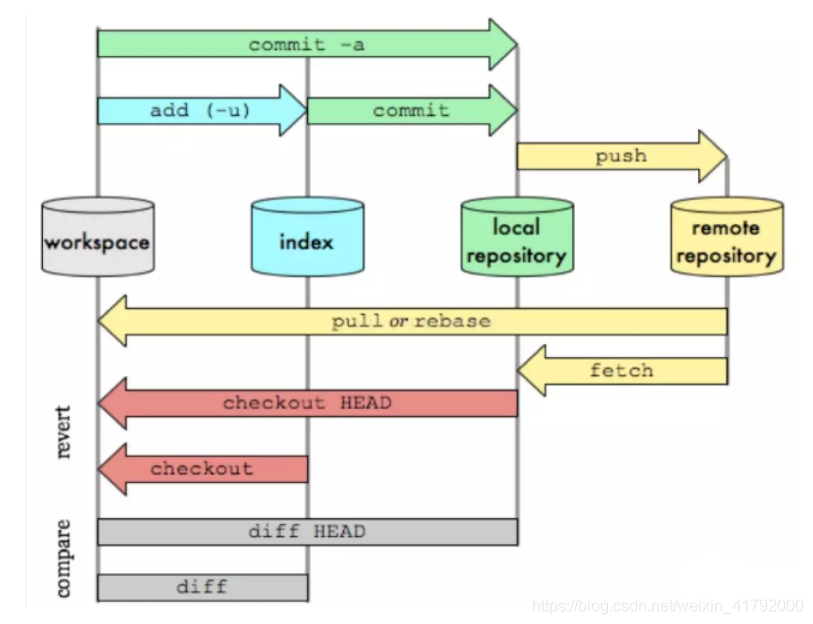 commit -a
add (-u)
commit
push
workspace
index
local
repository
remote
repository
pull or rebase
fetch
revert
checkout HEAD
checkout
compare
diff HEAD
diff
https://blog.csdn.net/weixin_41792000